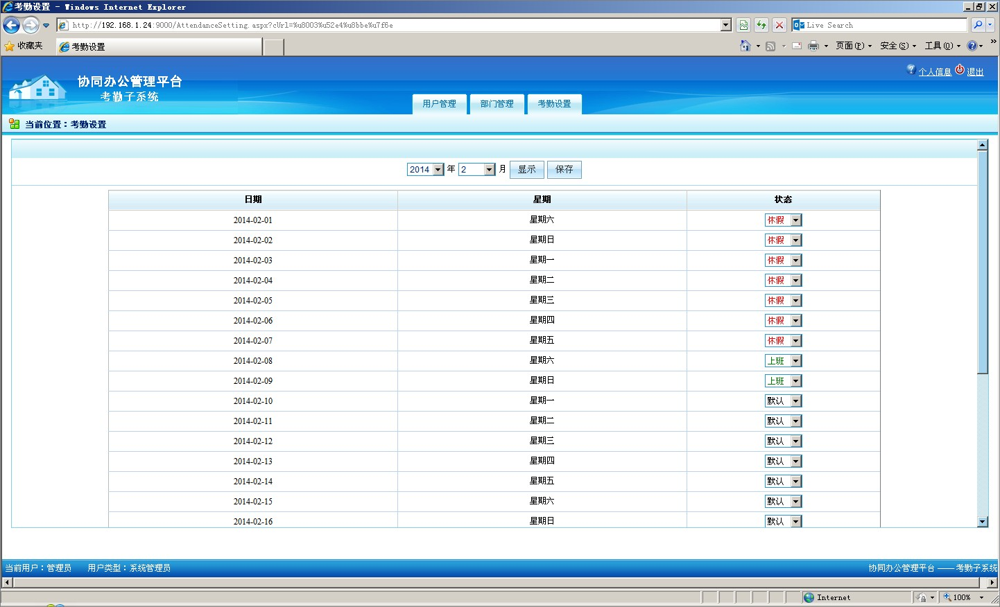 考勤设置 - Windows Internet Explorer
http://192.168.1.24:9000/AttendanceSetting.aspx?cUrl=%u8003%u52e4%u8bbe%u7f6e
Live Search
收藏夹
考勤设置
页面(P)
安全(S)
工具(O)
»
协同办公管理平台
考勤子系统
个人信息
退出
用户管理
部门管理
考勤设置
当前位置：考勤设置
2014 年 2 月 显示 保存
日期 星期 状态
2014-02-01 星期六 休假
2014-02-02 星期日 休假
2014-02-03 星期一 休假
2014-02-04 星期二 休假
2014-02-05 星期三 休假
2014-02-06 星期四 休假
2014-02-07 星期五 休假
2014-02-08 星期六 上班
2014-02-09 星期日 上班
2014-02-10 星期一 默认
2014-02-11 星期二 默认
2014-02-12 星期三 默认
2014-02-13 星期四 默认
2014-02-14 星期五 默认
2014-02-15 星期六 默认
2014-02-16 星期日 默认
当前用户：管理员 用户类型：系统管理员 协同办公管理平台 —— 考勤子系统
Internet 100%